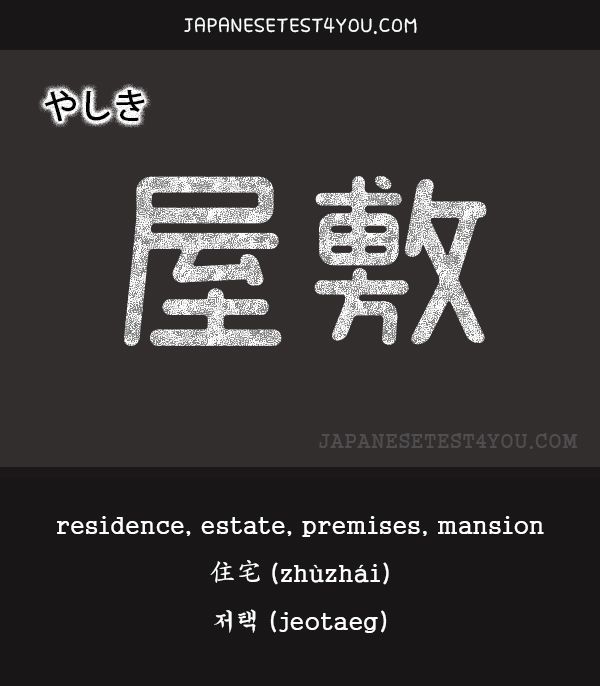 JAPANESETEST4YOU.COM
やしき
屋敷
JAPANESETEST4YOU.COM
residence, estate, premises, mansion
住宅 (zhùzhái)
저택 (jeotaeg)